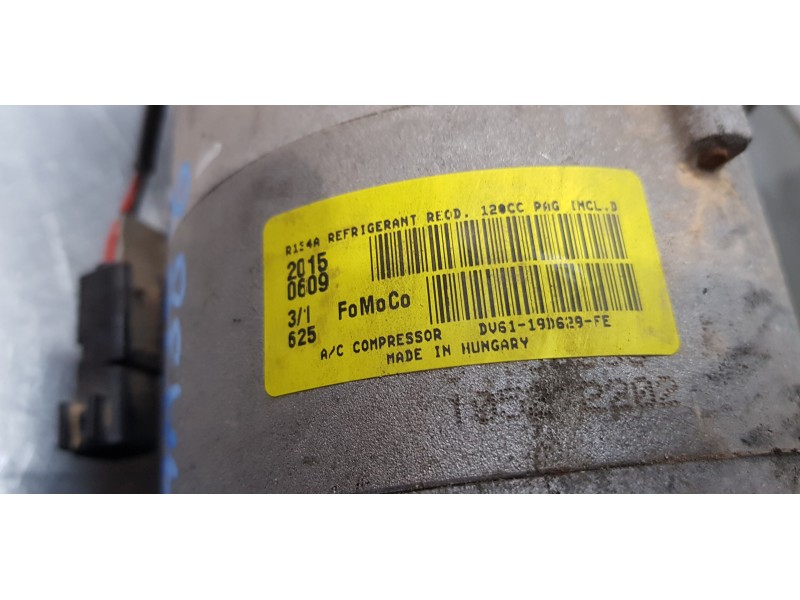 R134A REFRIGERANT REQD. 120CC PAG INCL.D
2015
0609
3/1
625
FoMoCo
A/C COMPRESSOR DV61-19D629-FE
MADE IN HUNGARY
2202